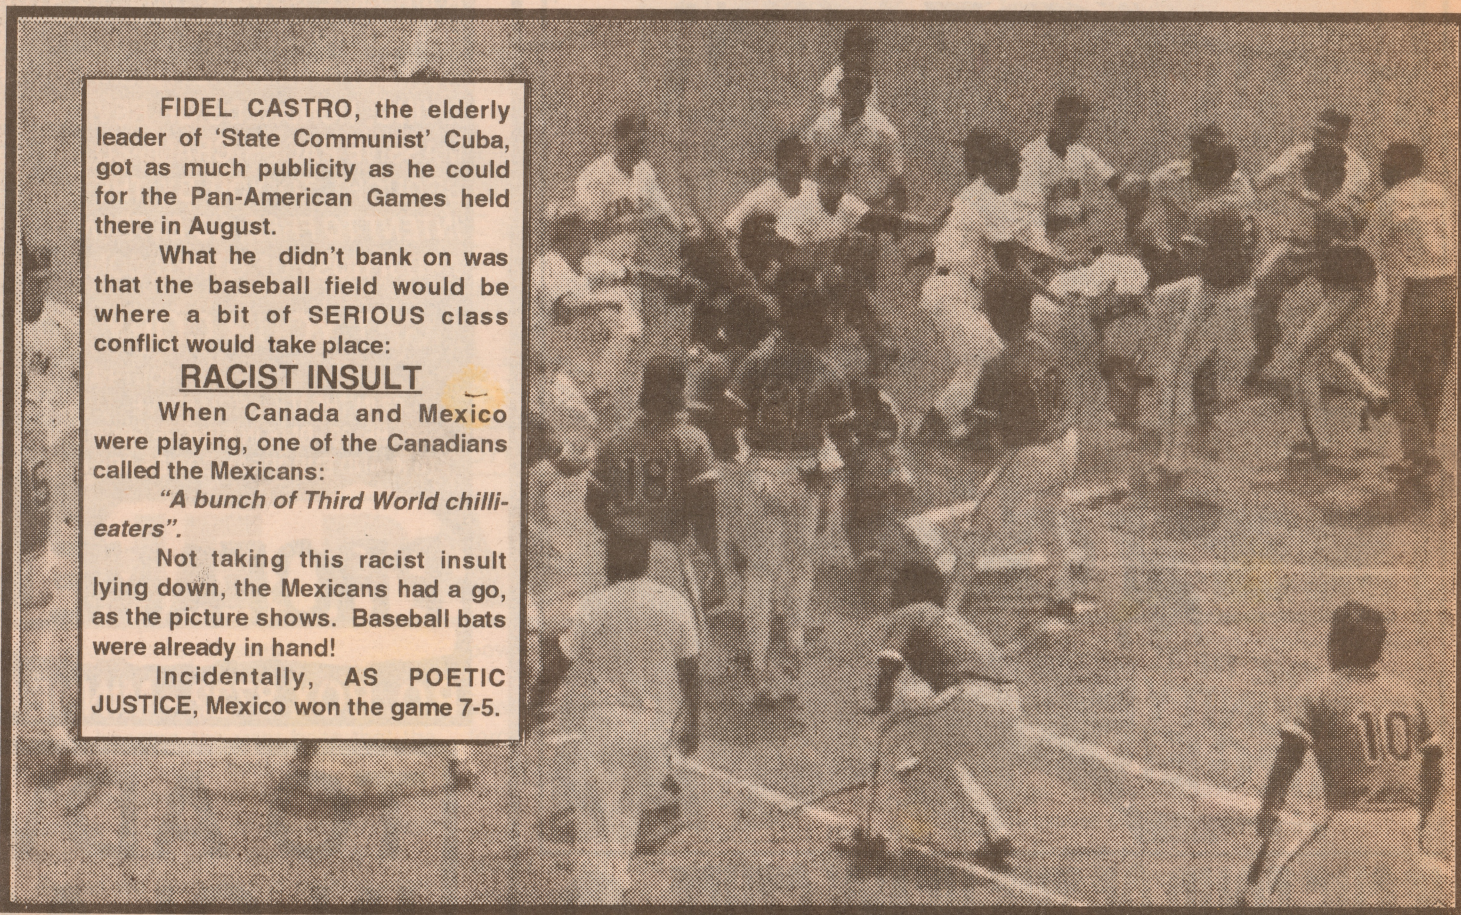 FIDEL CASTRO, the elderly
leader of ‘State Communist’ Cuba,
got as much publicity as he could
for the Pan-American Games held
there in August.
What he didn’t bank on was
that the baseball field would be
where a bit of SERIOUS class
conflict would take place:
RACIST INSULT
When Canada and Mexico
were playing, one of the Canadians
called the Mexicans:
“A bunch of Third World chilli-
eaters”.
Not taking this racist insult
lying down, the Mexicans had a go,
as the picture shows. Baseball bats
were already in hand!
Incidentally, AS POETIC
JUSTICE, Mexico won the game 7-5.
18
10